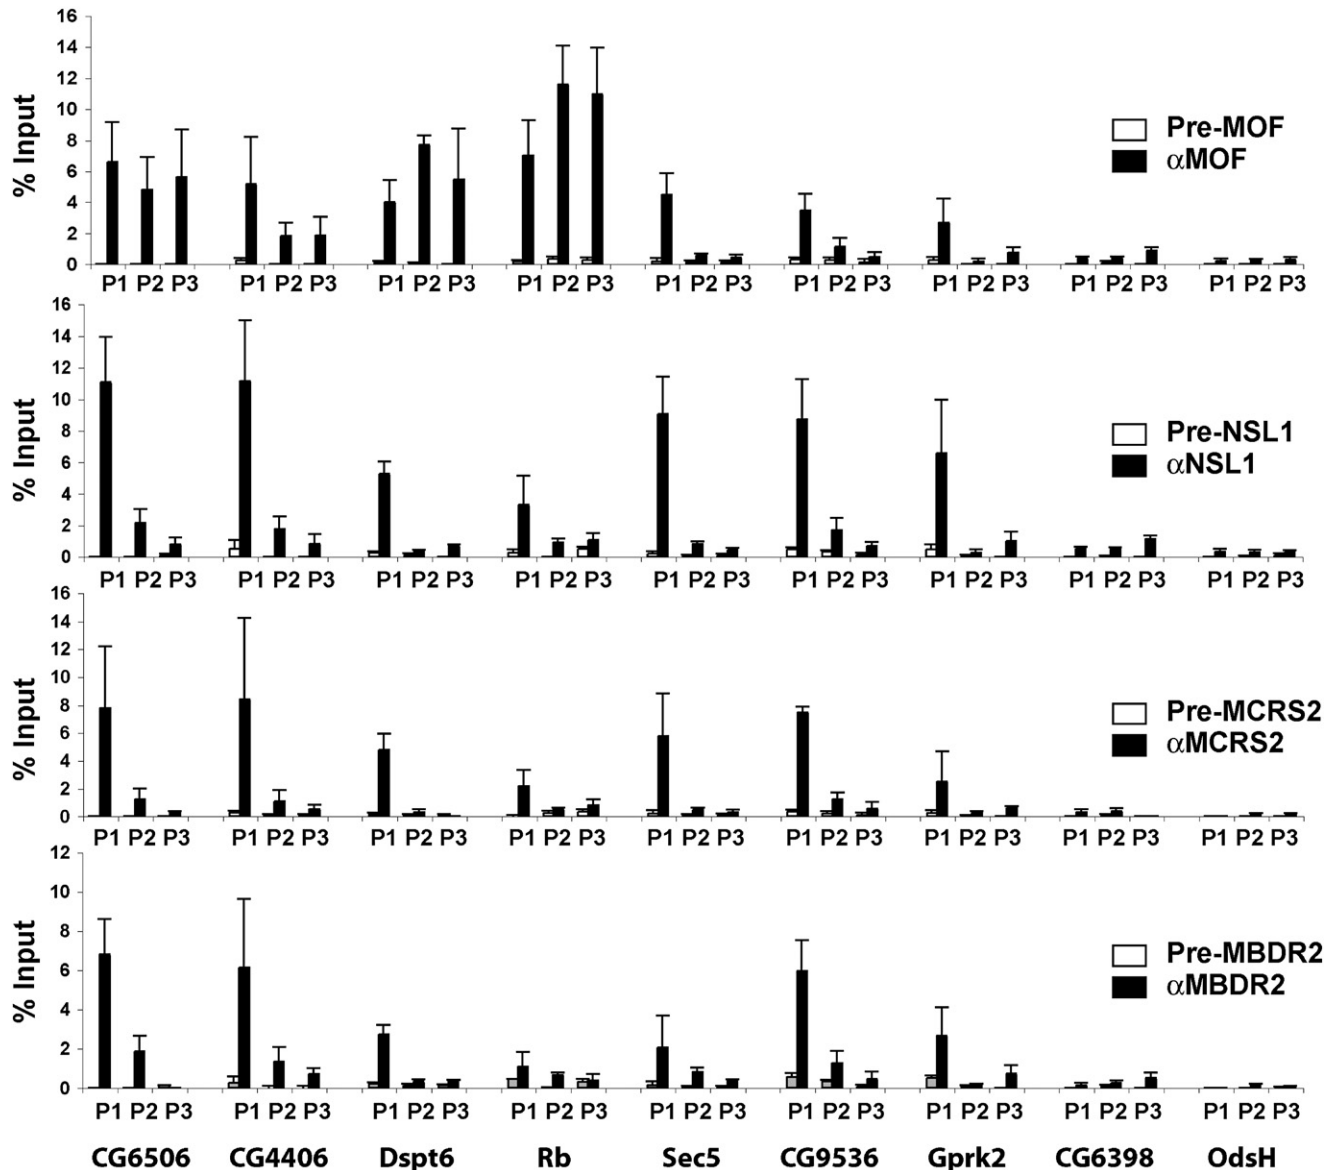 16
14
12
10
8
6
4
2
0
% Input
Pre-MOF
αMOF
P1 P2 P3 P1 P2 P3 P1 P2 P3 P1 P2 P3 P1 P2 P3 P1 P2 P3 P1 P2 P3 P1 P2 P3 P1 P2 P3
16
14
12
10
8
6
4
2
0
% Input
Pre-NSL1
αNSL1
P1 P2 P3 P1 P2 P3 P1 P2 P3 P1 P2 P3 P1 P2 P3 P1 P2 P3 P1 P2 P3 P1 P2 P3 P1 P2 P3
16
14
12
10
8
6
4
2
0
% Input
Pre-MCRS2
αMCRS2
P1 P2 P3 P1 P2 P3 P1 P2 P3 P1 P2 P3 P1 P2 P3 P1 P2 P3 P1 P2 P3 P1 P2 P3 P1 P2 P3
12
10
8
6
4
2
0
% Input
Pre-MBDR2
αMBDR2
P1 P2 P3 P1 P2 P3 P1 P2 P3 P1 P2 P3 P1 P2 P3 P1 P2 P3 P1 P2 P3 P1 P2 P3 P1 P2 P3
CG6506 CG4406 Dspt6 Rb Sec5 CG9536 Gprk2 CG6398 OdsH